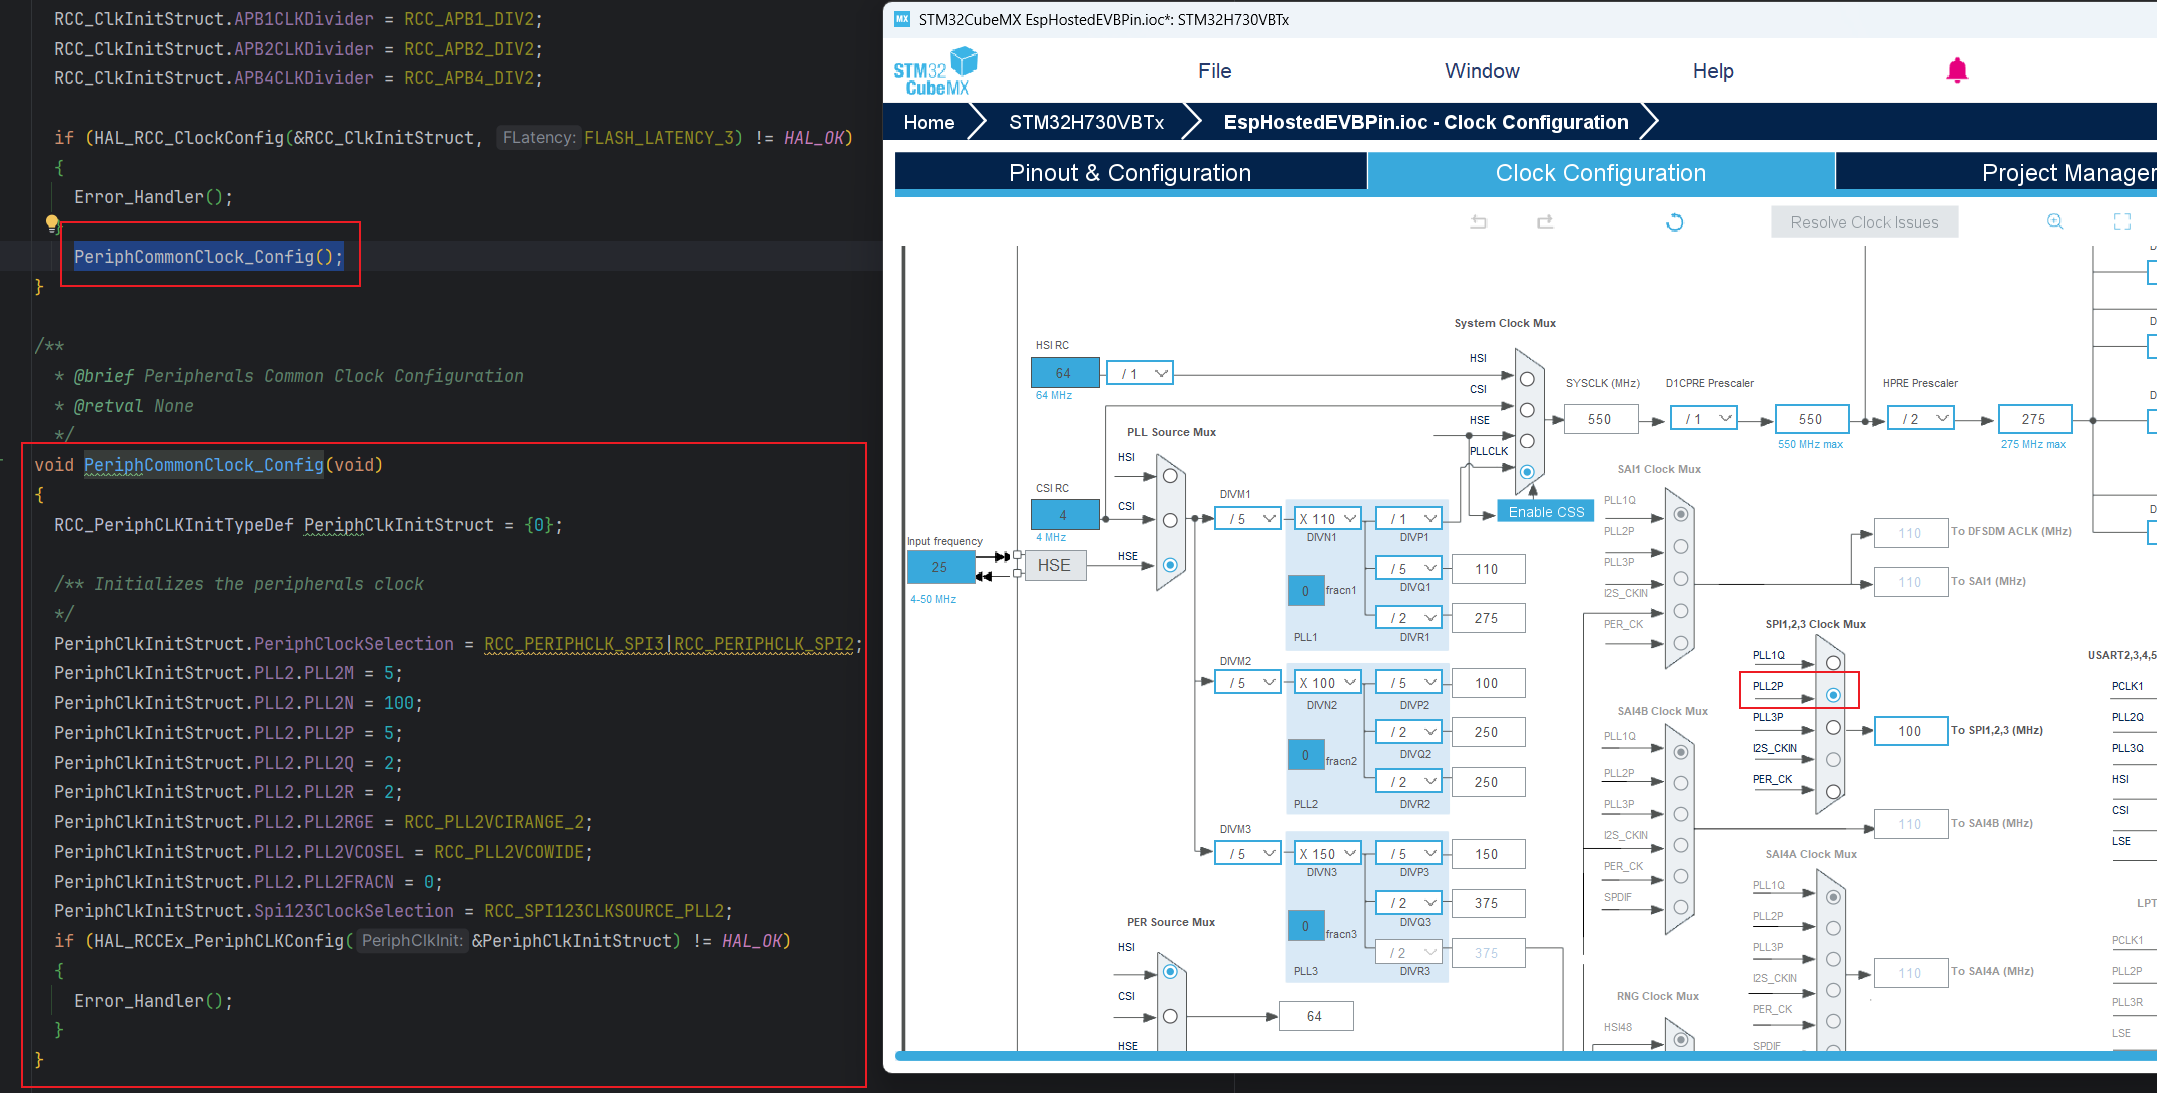 RCC_ClkInitStruct.APB1CLKDivider = RCC_APB1_DIV2;
RCC_ClkInitStruct.APB2CLKDivider = RCC_APB2_DIV2;
RCC_ClkInitStruct.APB4CLKDivider = RCC_APB4_DIV2;
if (HAL_RCC_ClockConfig(&RCC_ClkInitStruct, FLatency: FLASH_LATENCY_3) != HAL_OK)
{
Error_Handler();
}
PeriphCommonClock_Config();
}
/**
* @brief Peripherals Common Clock Configuration
* @retval None
*/
void PeriphCommonClock_Config(void)
{
RCC_PeriphCLKInitTypeDef PeriphClkInitStruct = {0};
/** Initializes the peripherals clock
*/
PeriphClkInitStruct.PeriphClockSelection = RCC_PERIPHCLK_SPI3|RCC_PERIPHCLK_SPI2;
PeriphClkInitStruct.PLL2.PLL2M = 5;
PeriphClkInitStruct.PLL2.PLL2N = 100;
PeriphClkInitStruct.PLL2.PLL2P = 5;
PeriphClkInitStruct.PLL2.PLL2Q = 2;
PeriphClkInitStruct.PLL2.PLL2R = 2;
PeriphClkInitStruct.PLL2.PLL2RGE = RCC_PLL2VCIRANGE_2;
PeriphClkInitStruct.PLL2.PLL2VCOSEL = RCC_PLL2VCOWIDE;
PeriphClkInitStruct.PLL2.PLL2FRACN = 0;
PeriphClkInitStruct.Spi123ClockSelection = RCC_SPI123CLKSOURCE_PLL2;
if (HAL_RCCEx_PeriphCLKConfig( PeriphClkInit: &PeriphClkInitStruct) != HAL_OK)
{
Error_Handler();
}
}
MX STM32CubeMX EspHostedEVBPin.ioc*: STM32H730VBTx
STM32 CubeMX
File Window Help
Home STM32H730VBTx EspHostedEVBPin.ioc - Clock Configuration
Pinout & Configuration Clock Configuration Project Manager
Resolve Clock Issues
System Clock Mux
HSI RC
64
64 MHz
/ 1
HSI
CSI
HSE
PLLCLK
Enable CSS
SYSCLK (MHz)
550
D1CPRE Prescaler
/ 1
550
550 MHz max
HPRE Prescaler
/ 2
275
275 MHz max
PLL Source Mux
HSI
CSI
HSE
CSI RC
4
4 MHz
Input frequency
25
4-50 MHz
HSE
DIVM1
/ 5
X 110
DIVN1
/ 1
DIVP1
/ 5
DIVQ1
110
0
fracn1
/ 2
DIVR1
275
PLL1
DIVM2
/ 5
X 100
DIVN2
/ 5
DIVP2
100
/ 2
DIVQ2
250
0
fracn2
/ 2
DIVR2
250
PLL2
DIVM3
/ 5
X 150
DIVN3
/ 5
DIVP3
150
/ 2
DIVQ3
375
0
fracn3
/ 2
DIVR3
375
PLL3
PER Source Mux
HSI
CSI
HSE
64
SAI1 Clock Mux
PLL1Q
PLL2P
PLL3P
I2S_CKIN
PER_CK
110
To DFSDM ACLK (MHz)
110
To SAI1 (MHz)
SPI1,2,3 Clock Mux
PLL1Q
PLL2P
PLL3P
I2S_CKIN
PER_CK
100
To SPI1,2,3 (MHz)
SAI4B Clock Mux
PLL1Q
PLL2P
PLL3P
I2S_CKIN
PER_CK
SPDIF
110
To SAI4B (MHz)
SAI4A Clock Mux
PLL1Q
PLL2P
PLL3P
I2S_CKIN
PER_CK
SPDIF
110
To SAI4A (MHz)
RNG Clock Mux
HSI48
USART2,3,4,5
PCLK1
PLL2Q
PLL3Q
HSI
CSI
LSE
LPT
PCLK1
PLL2P
PLL3R
LSE
D
D
D
D